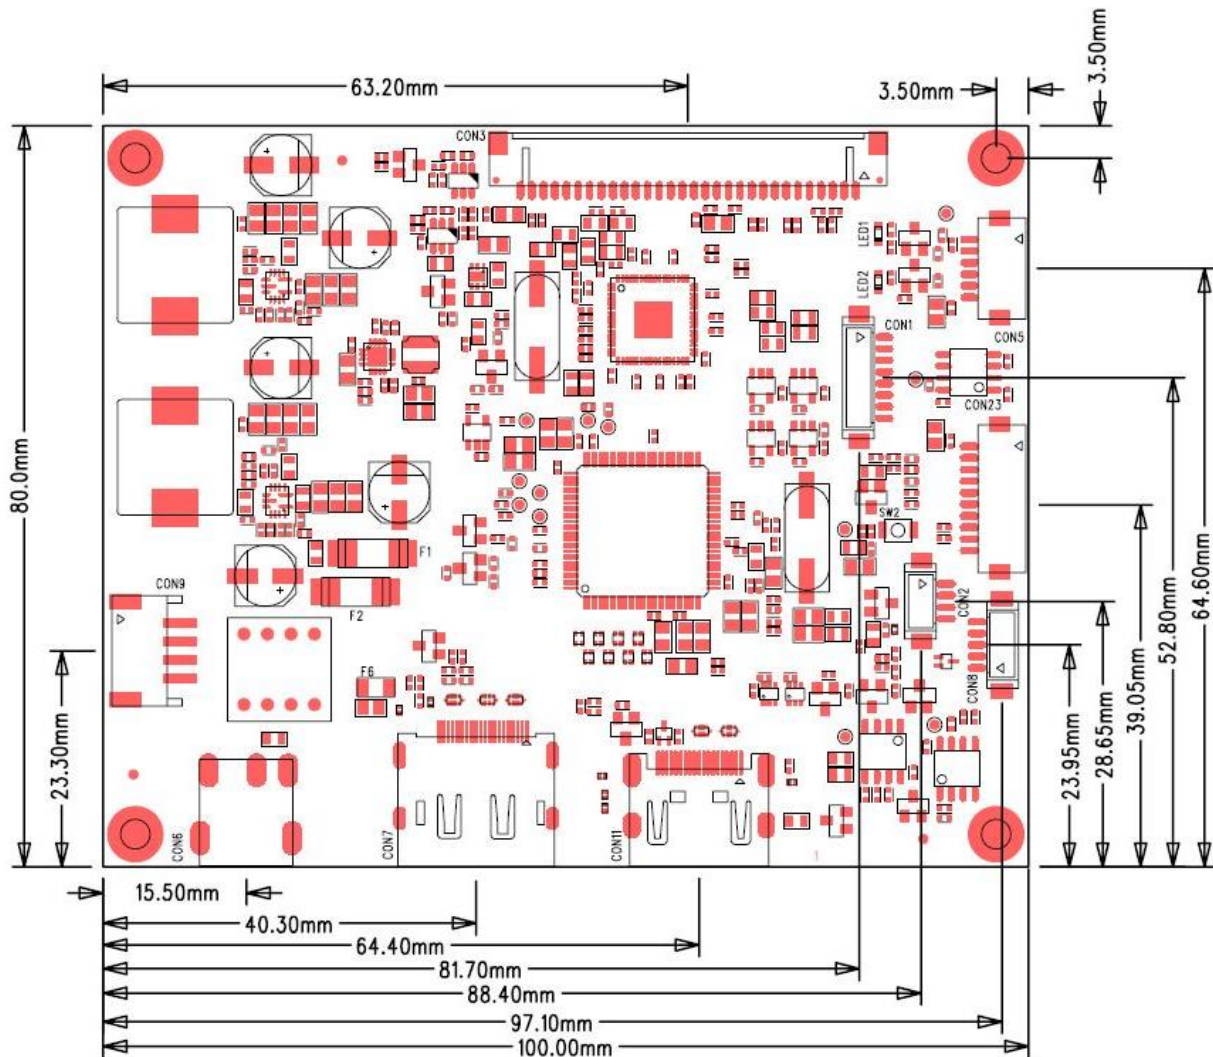 63.20mm
3.50mm
3.50mm
CON3
LED1
LED2
CON1
CON5
CON23
80.0mm
64.60mm
52.80mm
SW2
F1
39.05mm
CON9
F2
CON2
28.65mm
F6
CON8
23.95mm
23.30mm
CON6
CON7
CON11
1
15.50mm
40.30mm
64.40mm
81.70mm
88.40mm
97.10mm
100.00mm